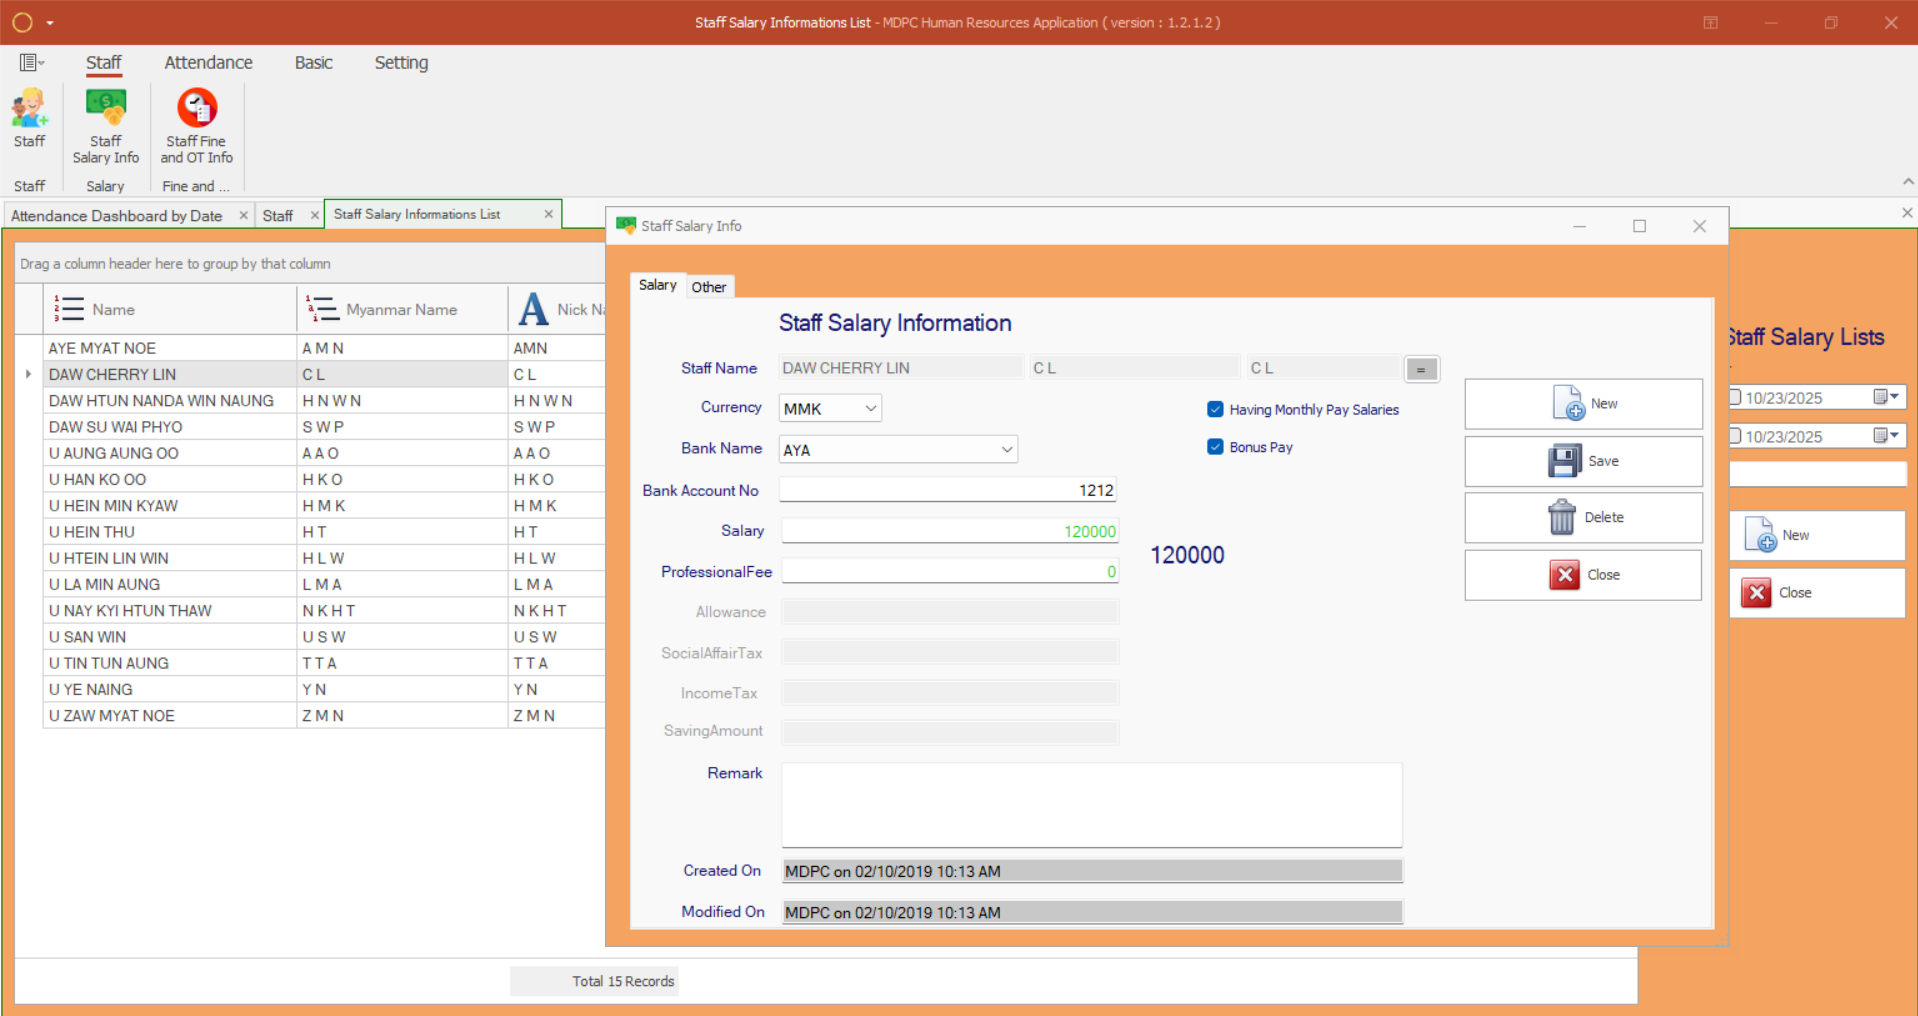 Staff Salary Informations List - MDPC Human Resources Application ( version : 1.2.1.2 )
Staff Attendance Basic Setting
Staff
Staff Salary Info
Staff Fine and OT Info
Staff Salary Fine and ...
Attendance Dashboard by Date Staff Staff Salary Informations List
Drag a column header here to group by that column
Name Myanmar Name Nick
AYE MYAT NOE A M N AMN
DAW CHERRY LIN C L C L
DAW HTUN NANDA WIN NAUNG H N W N H N W N
DAW SU WAI PHYO S W P S W P
U AUNG AUNG OO A A O A A O
U HAN KO OO H K O H K O
U HEIN MIN KYAW H M K H M K
U HEIN THU H T H T
U HTEIN LIN WIN H L W H L W
U LA MIN AUNG L M A L M A
U NAY KYI HTUN THAW N K H T N K H T
U SAN WIN U S W U S W
U TIN TUN AUNG T T A T T A
U YE NAING Y N Y N
U ZAW MYAT NOE Z M N Z M N
Total 15 Records
Staff Salary Info
Salary Other
Staff Salary Information
Staff Name DAW CHERRY LIN C L C L =
Currency MMK Having Monthly Pay Salaries
Bank Name AYA Bonus Pay
Bank Account No 1212
Salary 120000
120000
ProfessionalFee 0
Allowance
SocialAffairTax
IncomeTax
SavingAmount
Remark
Created On MDPC on 02/10/2019 10:13 AM
Modified On MDPC on 02/10/2019 10:13 AM
New
Save
Delete
Close
Staff Salary Lists
10/23/2025
10/23/2025
New
Close